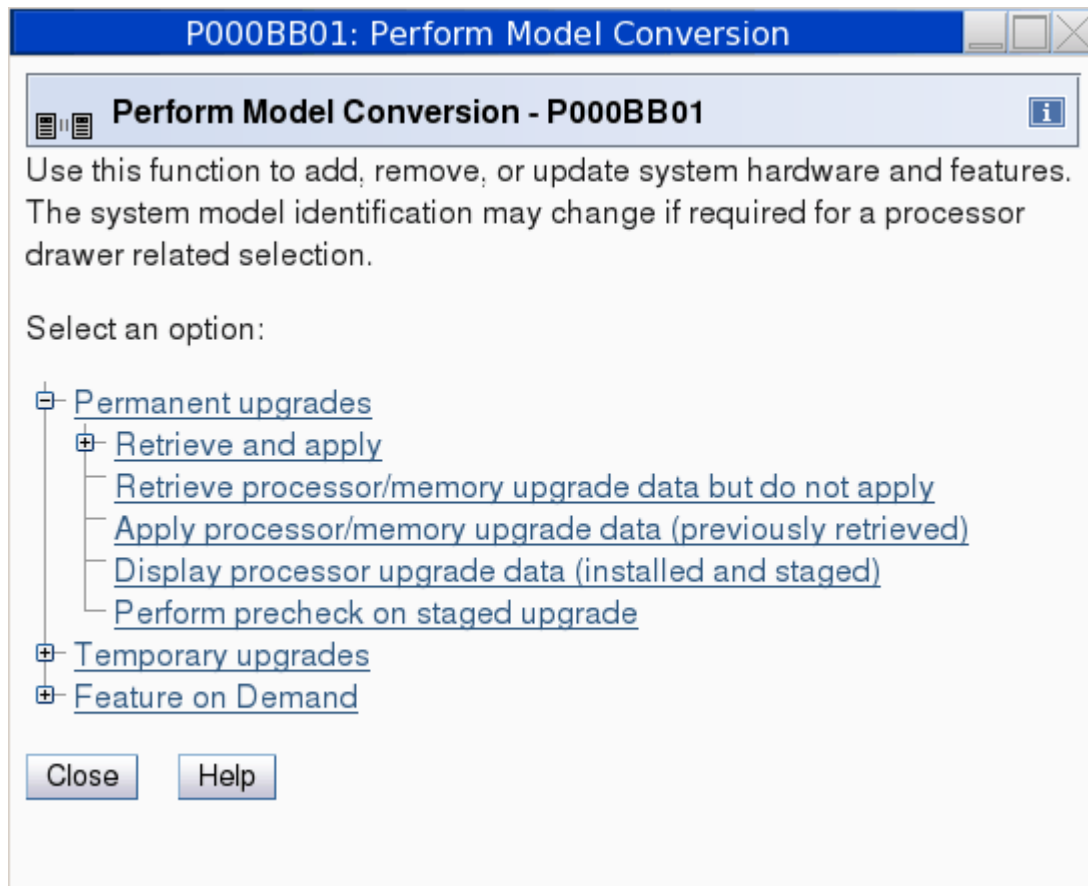 P000BB01: Perform Model Conversion
Perform Model Conversion - P000BB01
Use this function to add, remove, or update system hardware and features.
The system model identification may change if required for a processor
drawer related selection.
Select an option:
Permanent upgrades
Retrieve and apply
Retrieve processor/memory upgrade data but do not apply
Apply processor/memory upgrade data (previously retrieved)
Display processor upgrade data (installed and staged)
Perform precheck on staged upgrade
Temporary upgrades
Feature on Demand
Close Help